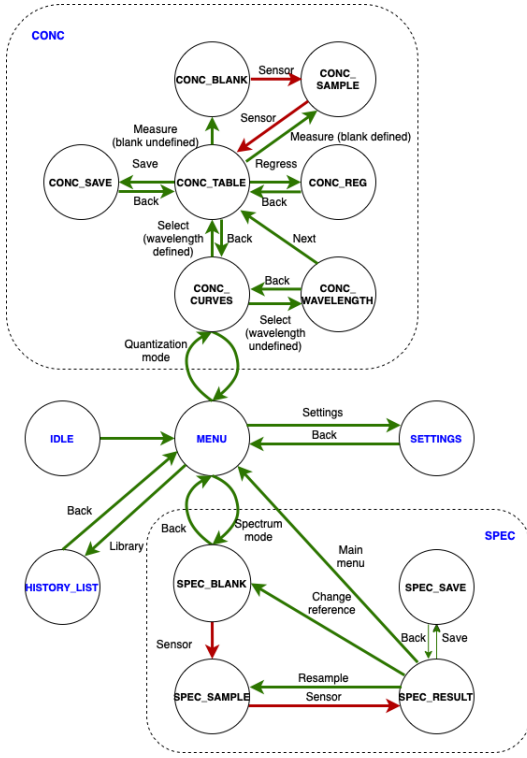 CONC
CONC_BLANK
Sensor
CONC_
SAMPLE
Sensor
Measure
(blank undefined)
Measure (blank defined)
CONC_SAVE
Save
Back
CONC_TABLE
Regress
Back
CONC_REG
Select
(wavelength
defined)
Back
Next
CONC_
CURVES
Back
CONC_
WAVELENGTH
Select
(wavelength
undefined)
Quantization
mode
IDLE
MENU
Settings
Back
SETTINGS
Back
Library
HISTORY_LIST
Back
Spectrum
mode
SPEC
SPEC_BLANK
Main
menu
Change
reference
SPEC_SAVE
Sensor
Back
Save
SPEC_SAMPLE
Resample
Sensor
SPEC_RESULT